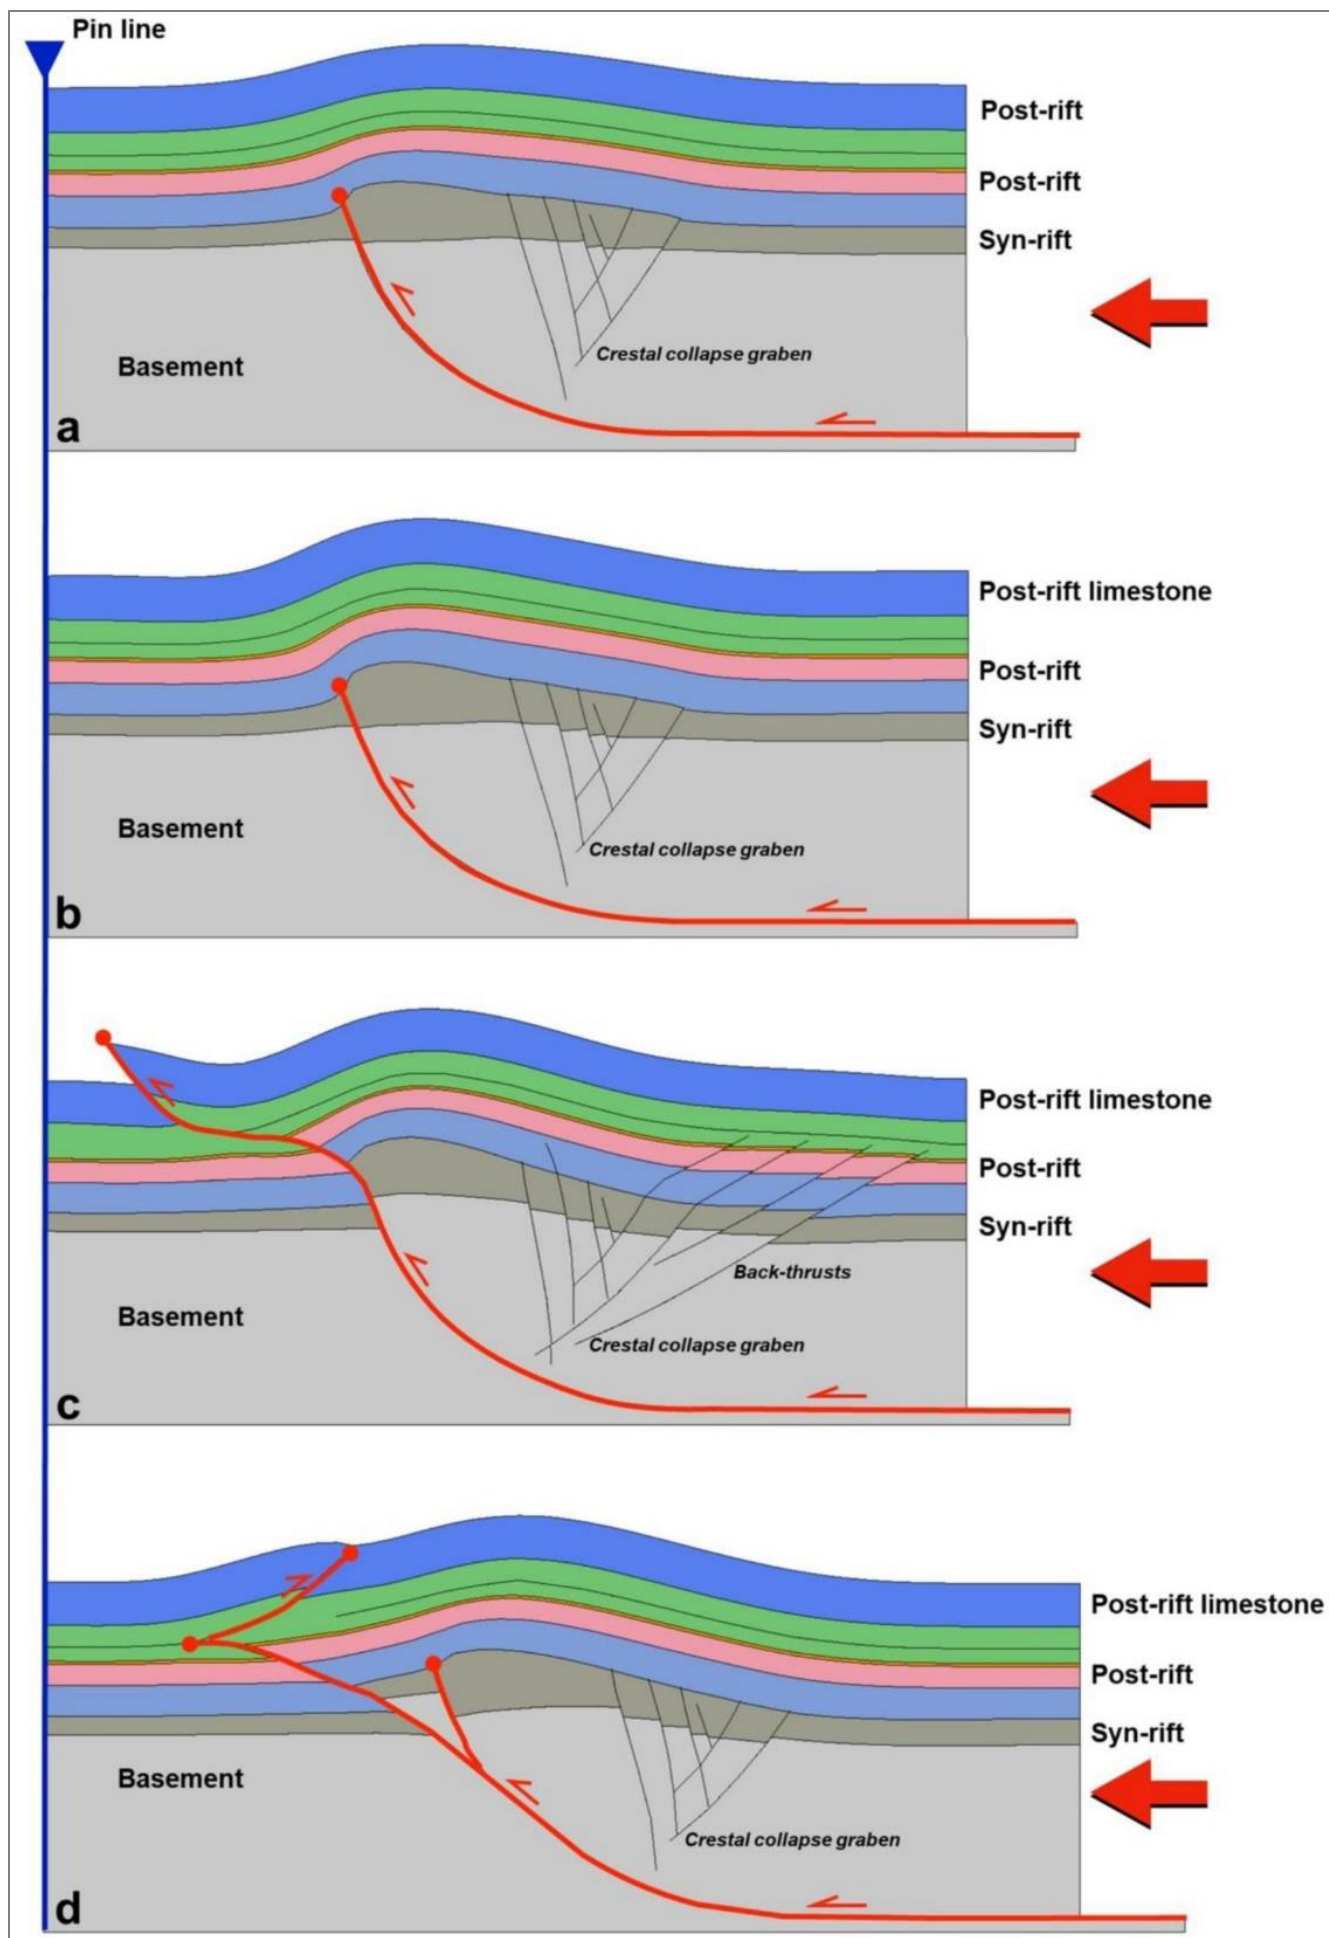 Pin line
Post-rift
Post-rift
Syn-rift
Crestal collapse graben
Basement
a
Post-rift limestone
Post-rift
Syn-rift
Basement
Crestal collapse graben
b
Post-rift limestone
Post-rift
Syn-rift
Back-thrusts
Basement
Crestal collapse graben
c
Post-rift limestone
Post-rift
Syn-rift
Basement
Crestal collapse graben
d